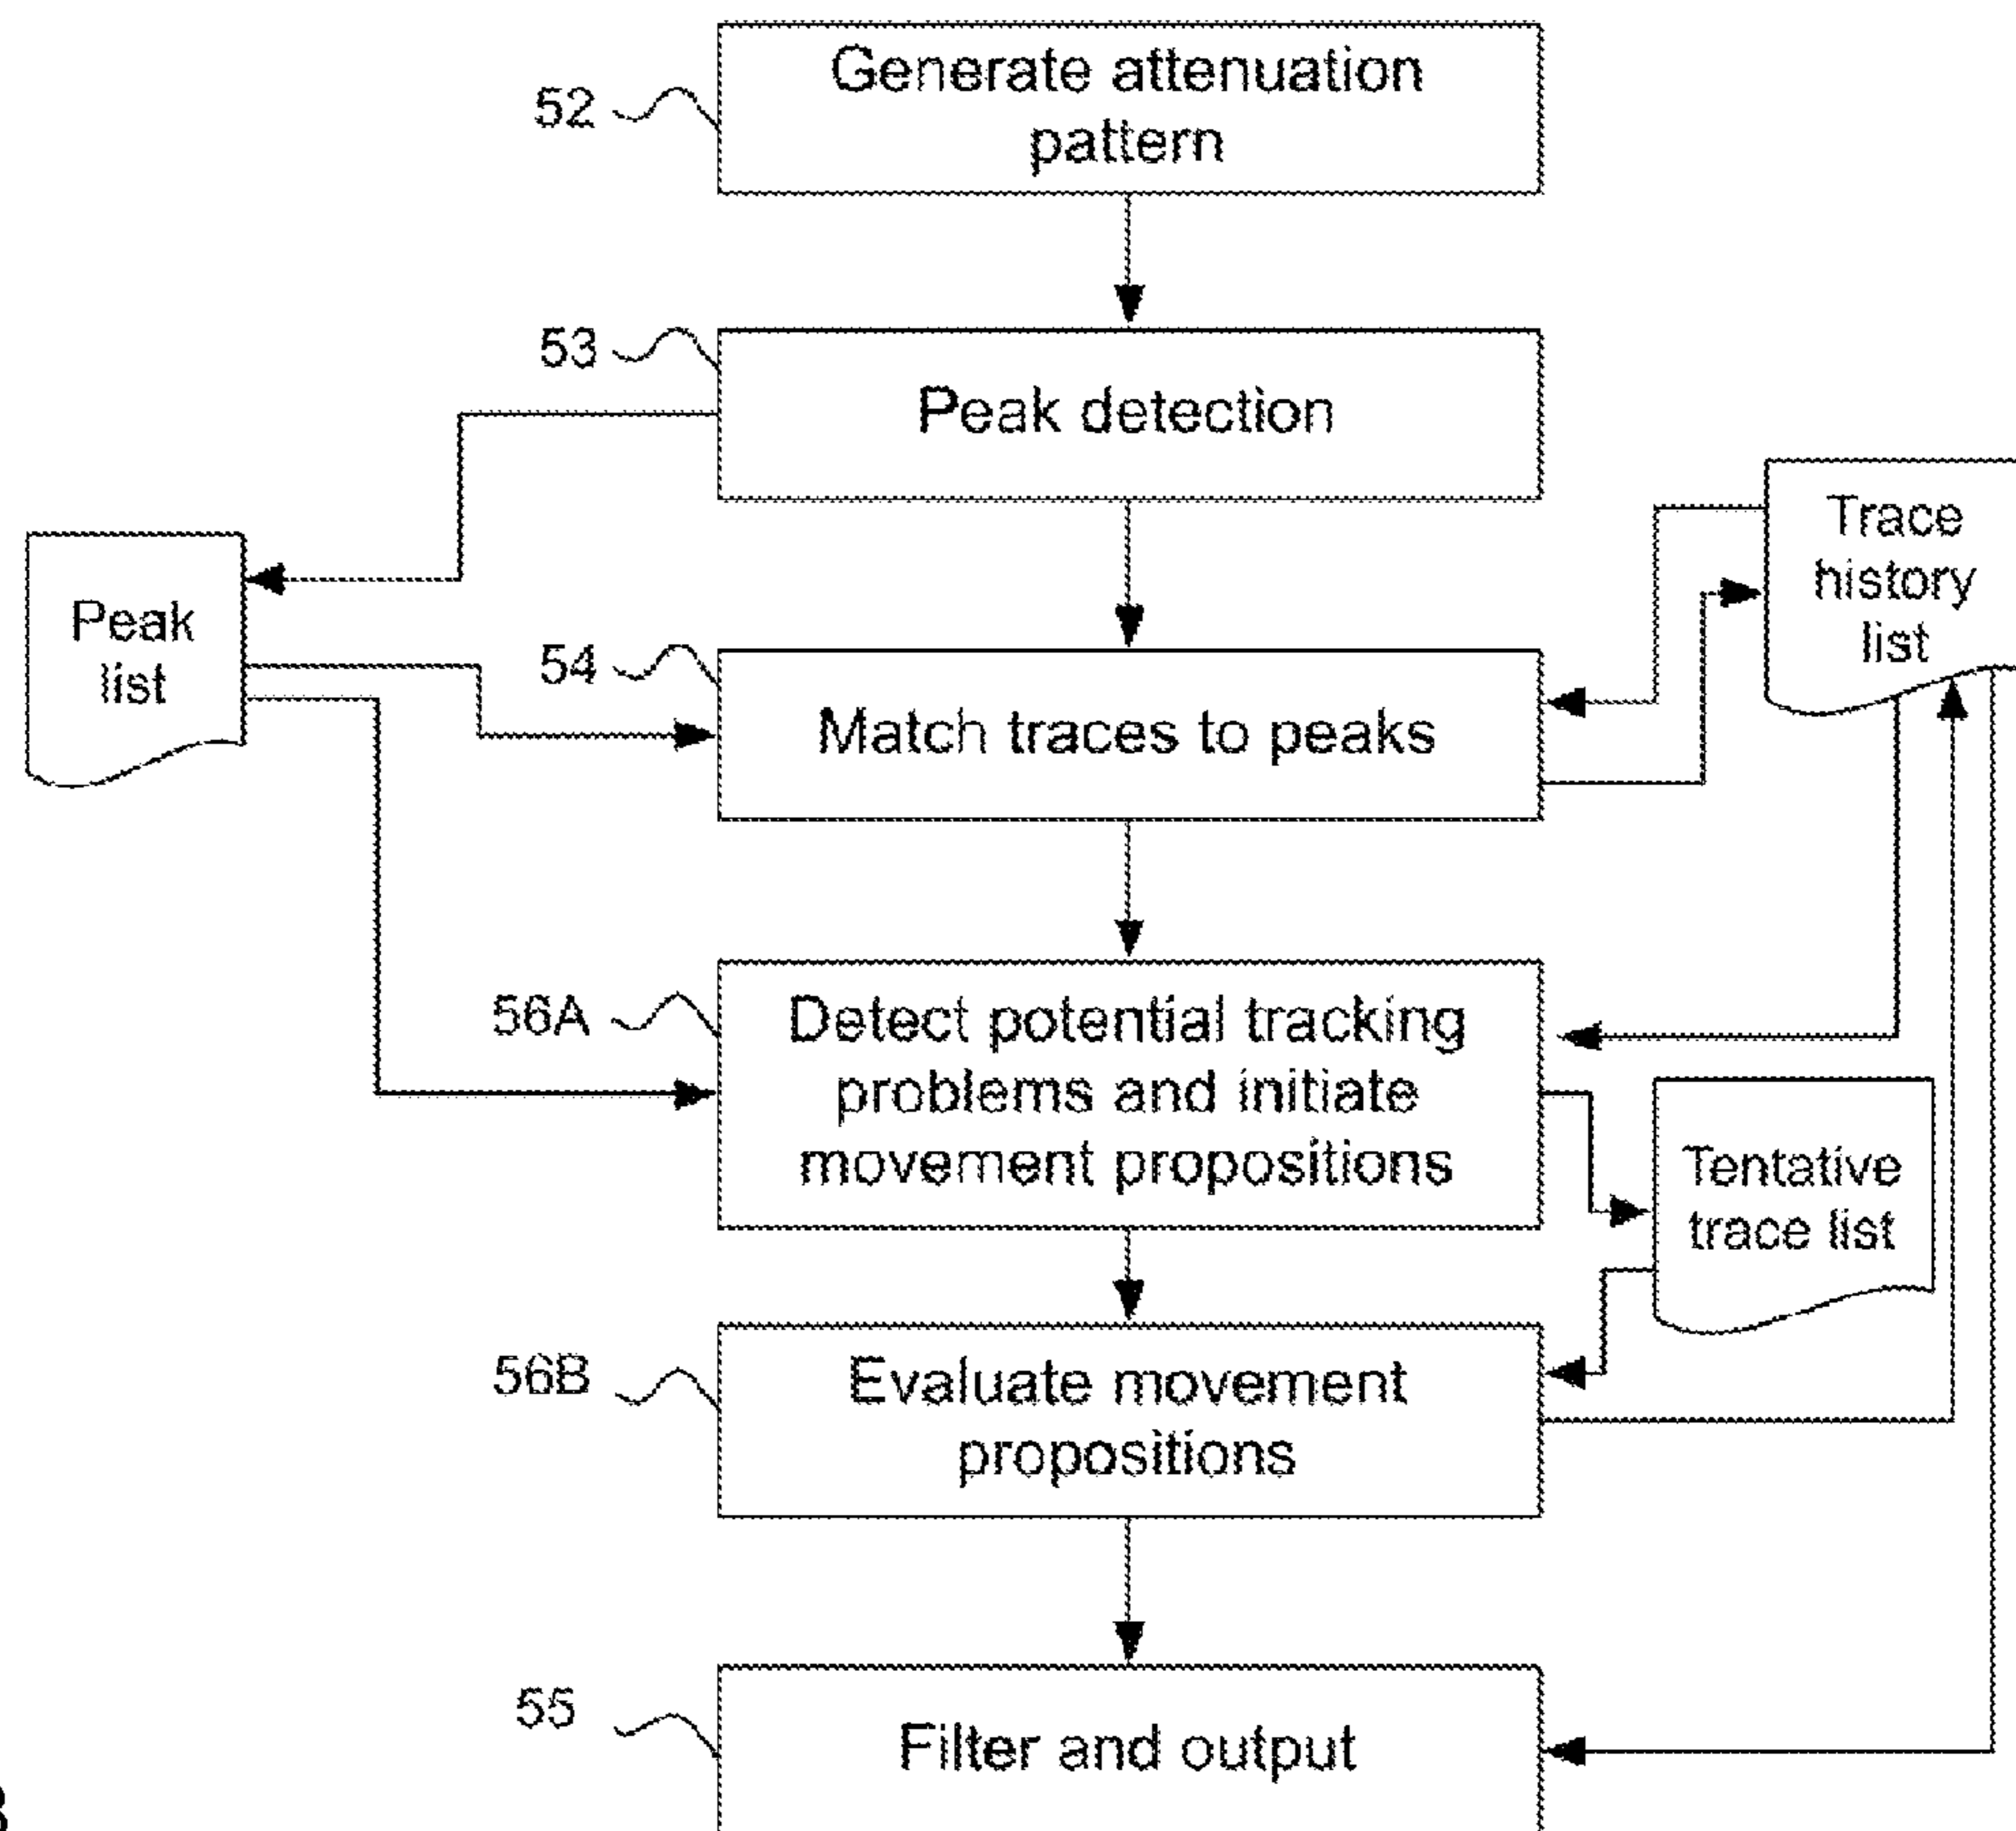 52
Generate attenuation
pattern
53
Peak detection
Peak
list
Trace
history
list
54
Match traces to peaks
56A
Detect potential tracking
problems and initiate
movement propositions
Tentative
trace list
56B
Evaluate movement
propositions
55
Filter and output